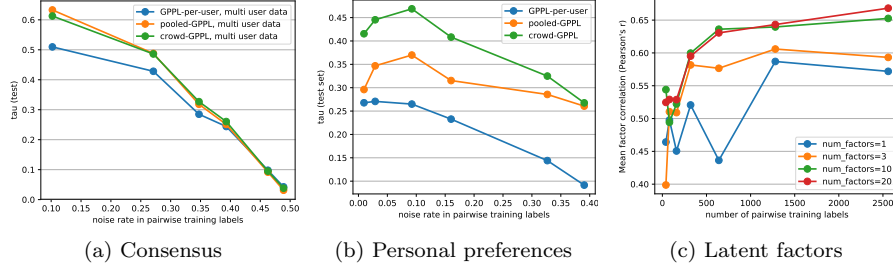 0.6
0.5
0.4
0.3
0.2
0.1
0.0
tau (test)
GPPL-per-user, multi user data
pooled-GPPL, multi user data
crowd-GPPL, multi user data
0.10 0.15 0.20 0.25 0.30 0.35 0.40 0.45 0.50
noise rate in pairwise training labels
(a) Consensus
0.45
0.40
0.35
0.30
0.25
0.20
0.15
0.10
tau (test set)
GPPL-per-user
pooled-GPPL
crowd-GPPL
0.00 0.05 0.10 0.15 0.20 0.25 0.30 0.35 0.40
noise rate in pairwise training labels
(b) Personal preferences
0.65
0.60
0.55
0.50
0.45
0.40
Mean factor correlation (Pearson's r)
num_factors=1
num_factors=3
num_factors=10
num_factors=20
0 500 1000 1500 2000 2500
number of pairwise training labels
(c) Latent factors